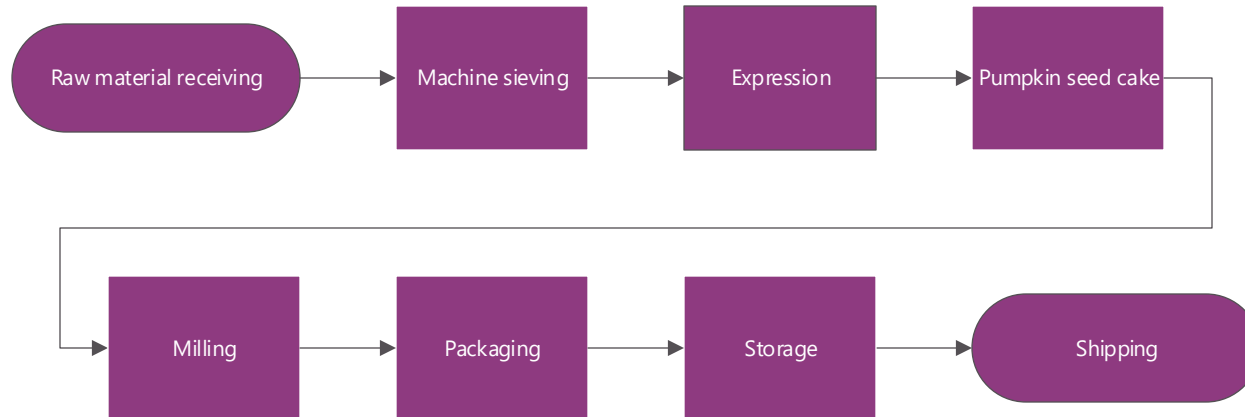 Raw material receiving
Machine sieving
Expression
Pumpkin seed cake
Milling
Packaging
Storage
Shipping